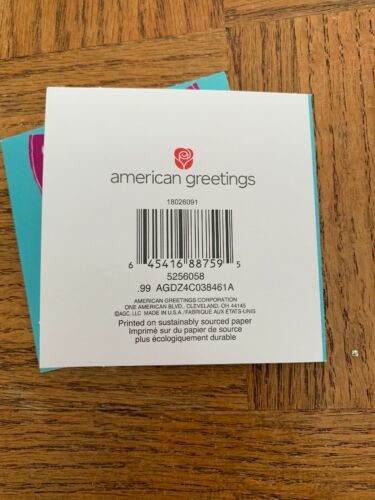 american greetings
18026091
6 45416 88759 5
5256058
.99 AGDZ4C038461A
AMERICAN GREETINGS CORPORATION
ONE AMERICAN BLVD., CLEVELAND, OH 44145
©AGC, LLC MADE IN U.S.A./FABRIQUÉ AUX ÉTATS-UNIS
Printed on sustainably sourced paper
Imprimé sur du papier de source
plus écologiquement durable